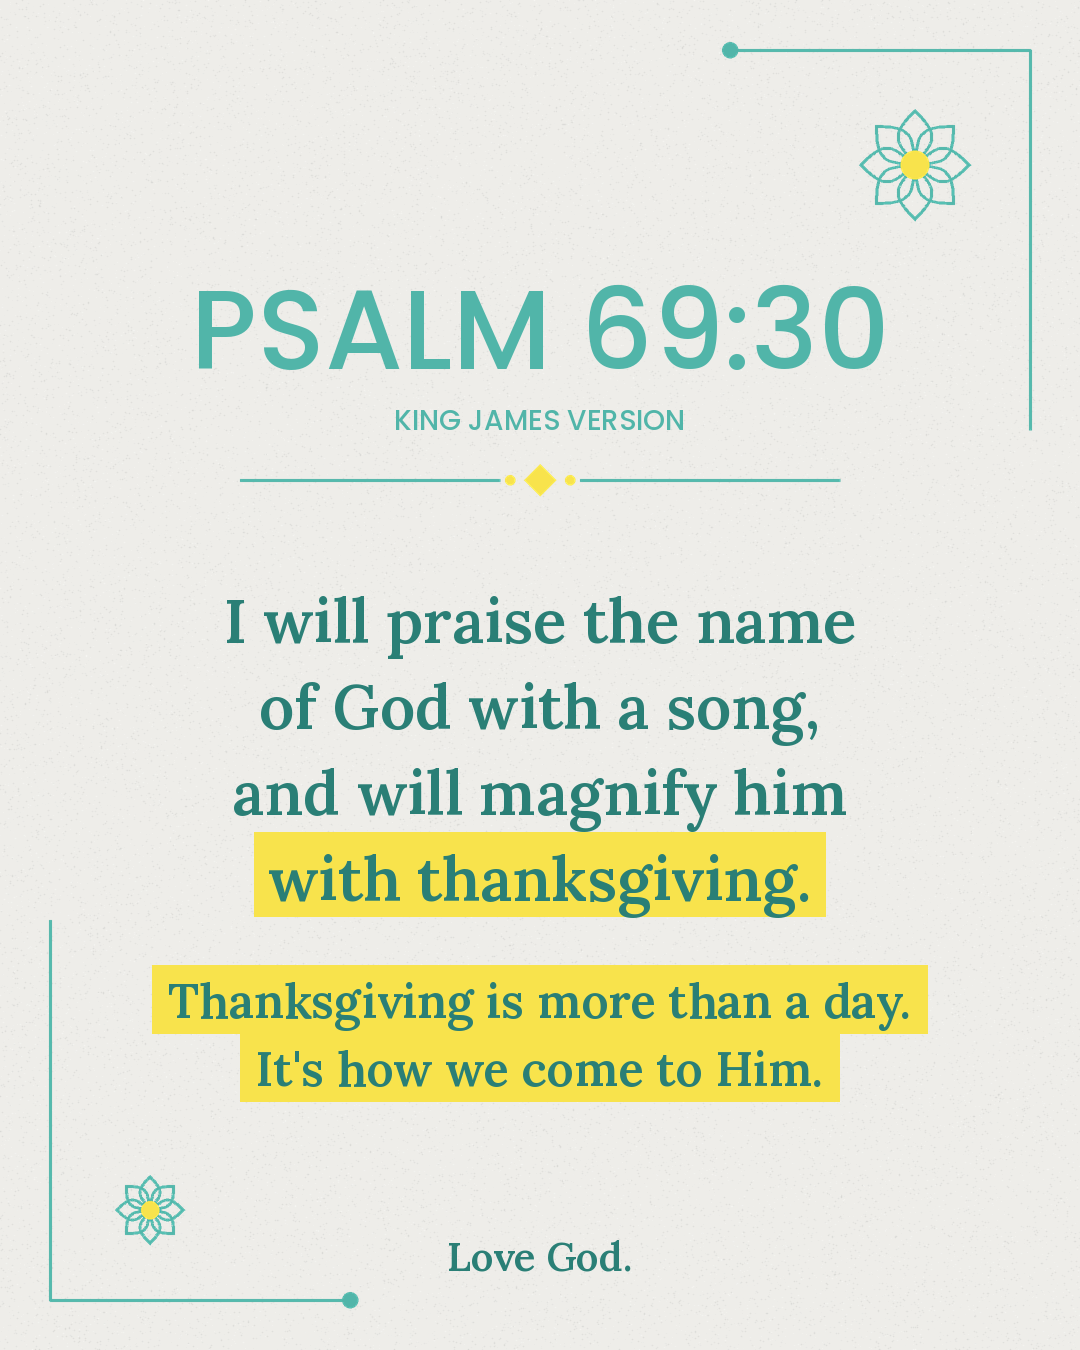 PSALM 69:30
KING JAMES VERSION
I will praise the name
of God with a song,
and will magnify him
with thanksgiving.
Thanksgiving is more than a day.
It's how we come to Him.
Love God.